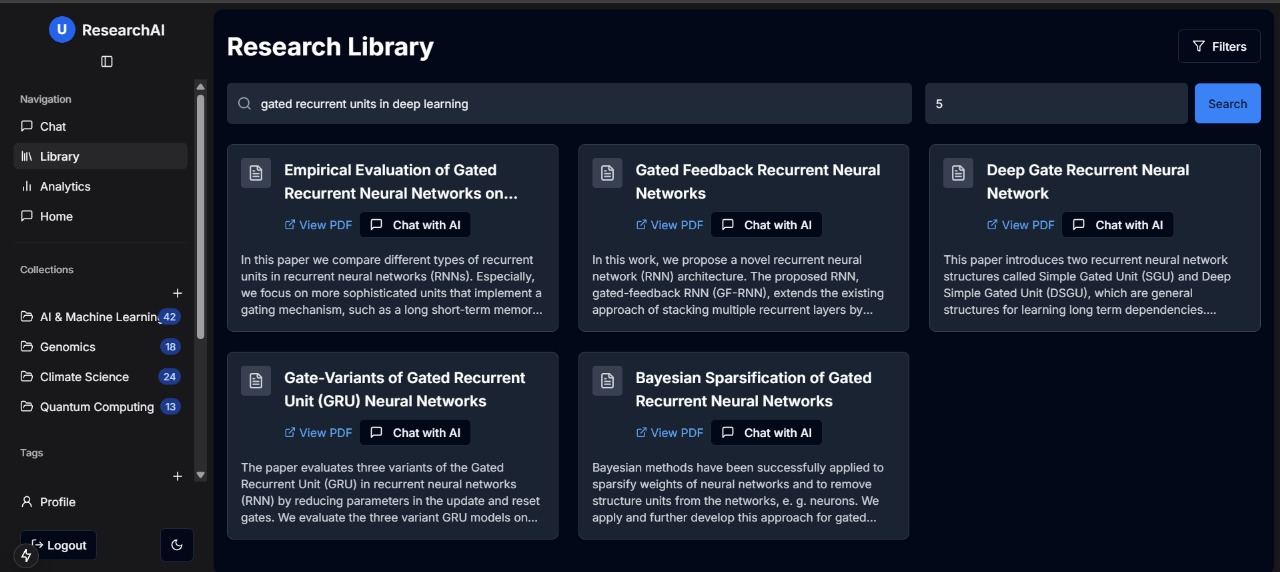 U ResearchAI
Navigation
Chat
Library
Analytics
Home
Collections
+
AI & Machine Learning 42
Genomics 18
Climate Science 24
Quantum Computing 13
Tags
+
Profile
Logout
Research Library
Filters
gated recurrent units in deep learning
5
Search
Empirical Evaluation of Gated
Recurrent Neural Networks on...
View PDF Chat with AI
In this paper we compare different types of recurrent
units in recurrent neural networks (RNNs). Especially,
we focus on more sophisticated units that implement a
gating mechanism, such as a long short-term memor...
Gated Feedback Recurrent Neural
Networks
View PDF Chat with AI
In this work, we propose a novel recurrent neural
network (RNN) architecture. The proposed RNN,
gated-feedback RNN (GF-RNN), extends the existing
approach of stacking multiple recurrent layers by...
Deep Gate Recurrent Neural
Network
View PDF Chat with AI
This paper introduces two recurrent neural network
structures called Simple Gated Unit (SGU) and Deep
Simple Gated Unit (DSGU), which are general
structures for learning long term dependencies....
Gate-Variants of Gated Recurrent
Unit (GRU) Neural Networks
View PDF Chat with AI
The paper evaluates three variants of the Gated
Recurrent Unit (GRU) in recurrent neural networks
(RNN) by reducing parameters in the update and reset
gates. We evaluate the three variant GRU models on...
Bayesian Sparsification of Gated
Recurrent Neural Networks
View PDF Chat with AI
Bayesian methods have been successfully applied to
sparsify weights of neural networks and to remove
structure units from the networks, e. g. neurons. We
apply and further develop this approach for gated...